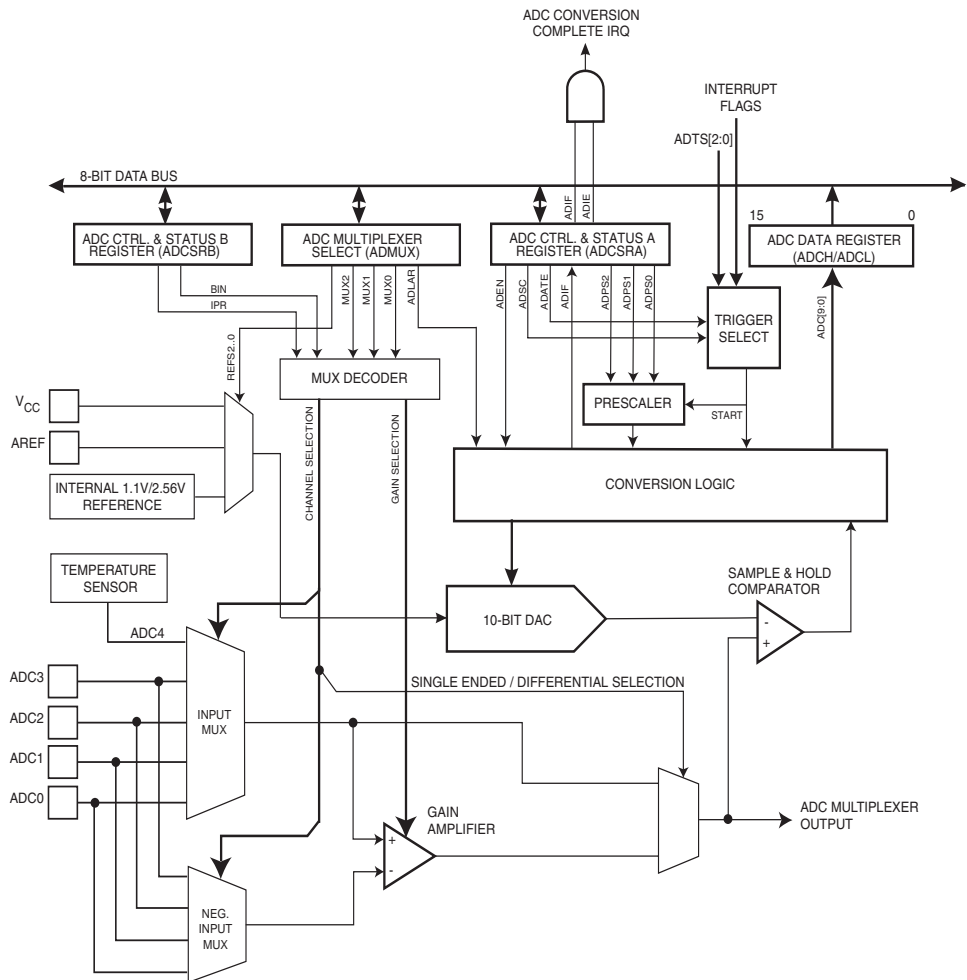 ADC CONVERSION
COMPLETE IRQ
INTERRUPT
FLAGS
ADTS[2:0]
8-BIT DATA BUS
ADIF
ADIE
15
0
ADC CTRL. & STATUS B
REGISTER (ADCSRB)
ADC MULTIPLEXER
SELECT (ADMUX)
ADC CTRL. & STATUS A
REGISTER (ADCSRA)
ADC DATA REGISTER
(ADCH/ADCL)
BIN
IPR
REFS2..0
MUX2
MUX1
MUX0
ADLAR
ADEN
ADSC
ADATE
ADIF
ADPS2
ADPS1
ADPS0
TRIGGER
SELECT
ADC[9:0]
MUX DECODER
PRESCALER
START
VCC
AREF
INTERNAL 1.1V/2.56V
REFERENCE
CHANNEL SELECTION
GAIN SELECTION
CONVERSION LOGIC
TEMPERATURE
SENSOR
SAMPLE & HOLD
COMPARATOR
10-BIT DAC
-
+
ADC4
ADC3
ADC2
ADC1
ADC0
INPUT
MUX
SINGLE ENDED / DIFFERENTIAL SELECTION
GAIN
AMPLIFIER
+
-
ADC MULTIPLEXER
OUTPUT
NEG.
INPUT
MUX